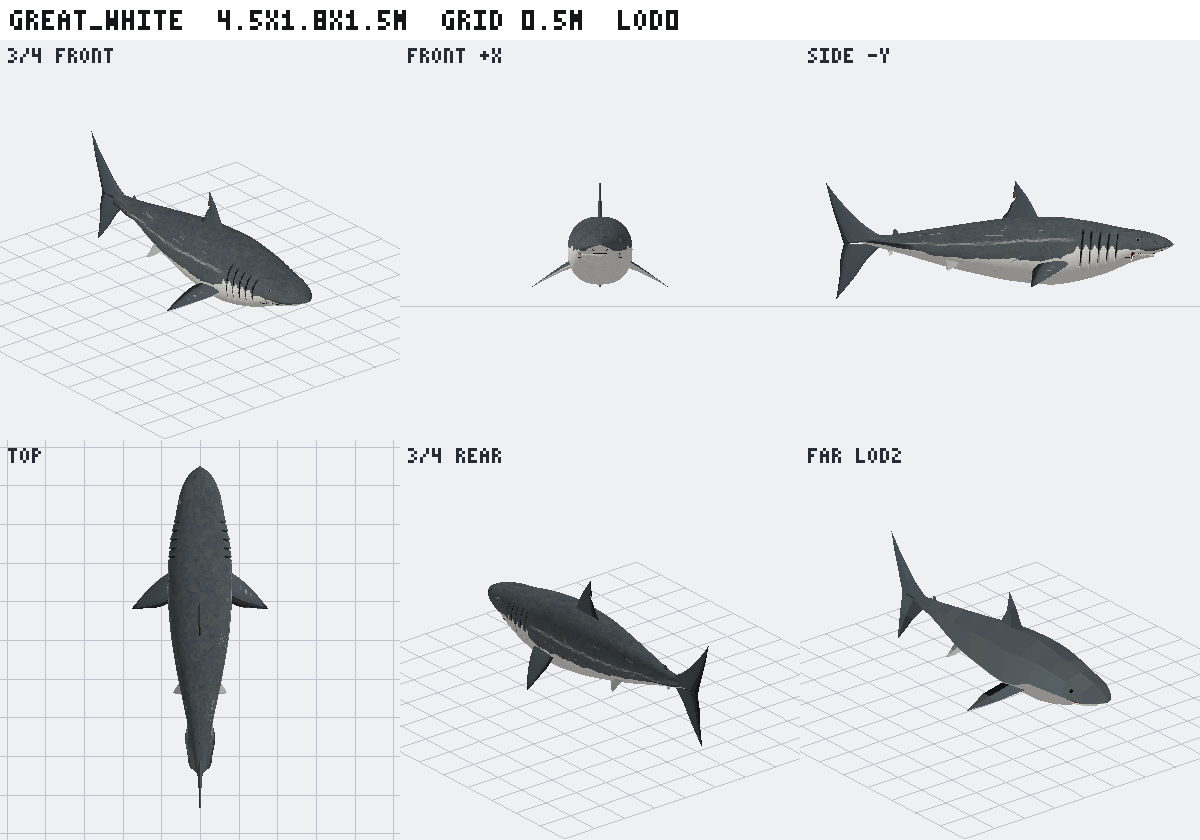 GREAT_WHITE 4.5X1.8X1.5M GRID 0.5M LOD0
3/4 FRONT
FRONT +X
SIDE -Y
TOP
3/4 REAR
FAR LOD2